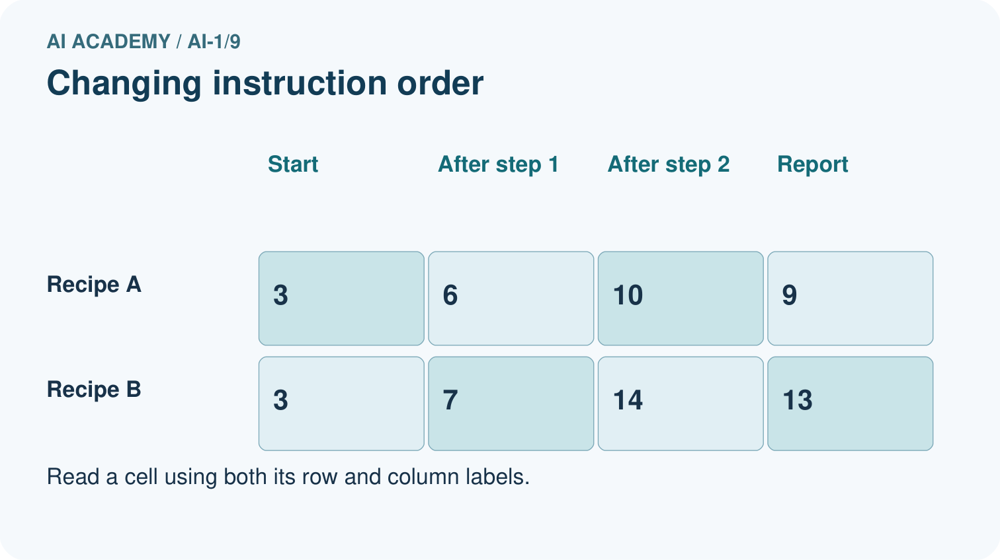 AI ACADEMY / AI-1/9
Changing instruction order
Start After step 1 After step 2 Report
Recipe A 3 6 10 9
Recipe B 3 7 14 13
Read a cell using both its row and column labels.